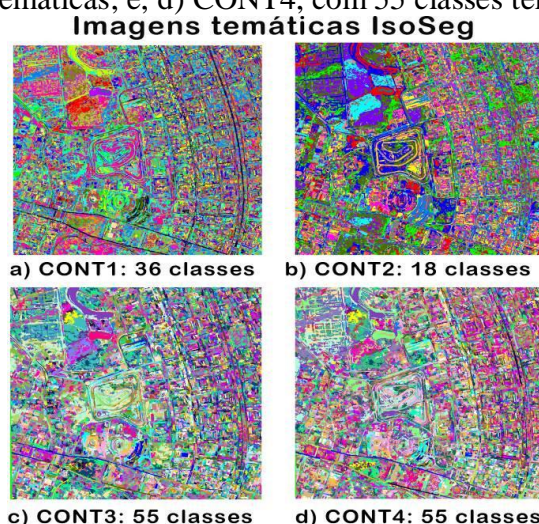 temáticas; e, d) CONT4, com 55 classes
Imagens temáticas IsoSeg
a) CONT1: 36 classes b) CONT2: 18 classes
c) CONT3: 55 classes d) CONT4: 55 classes